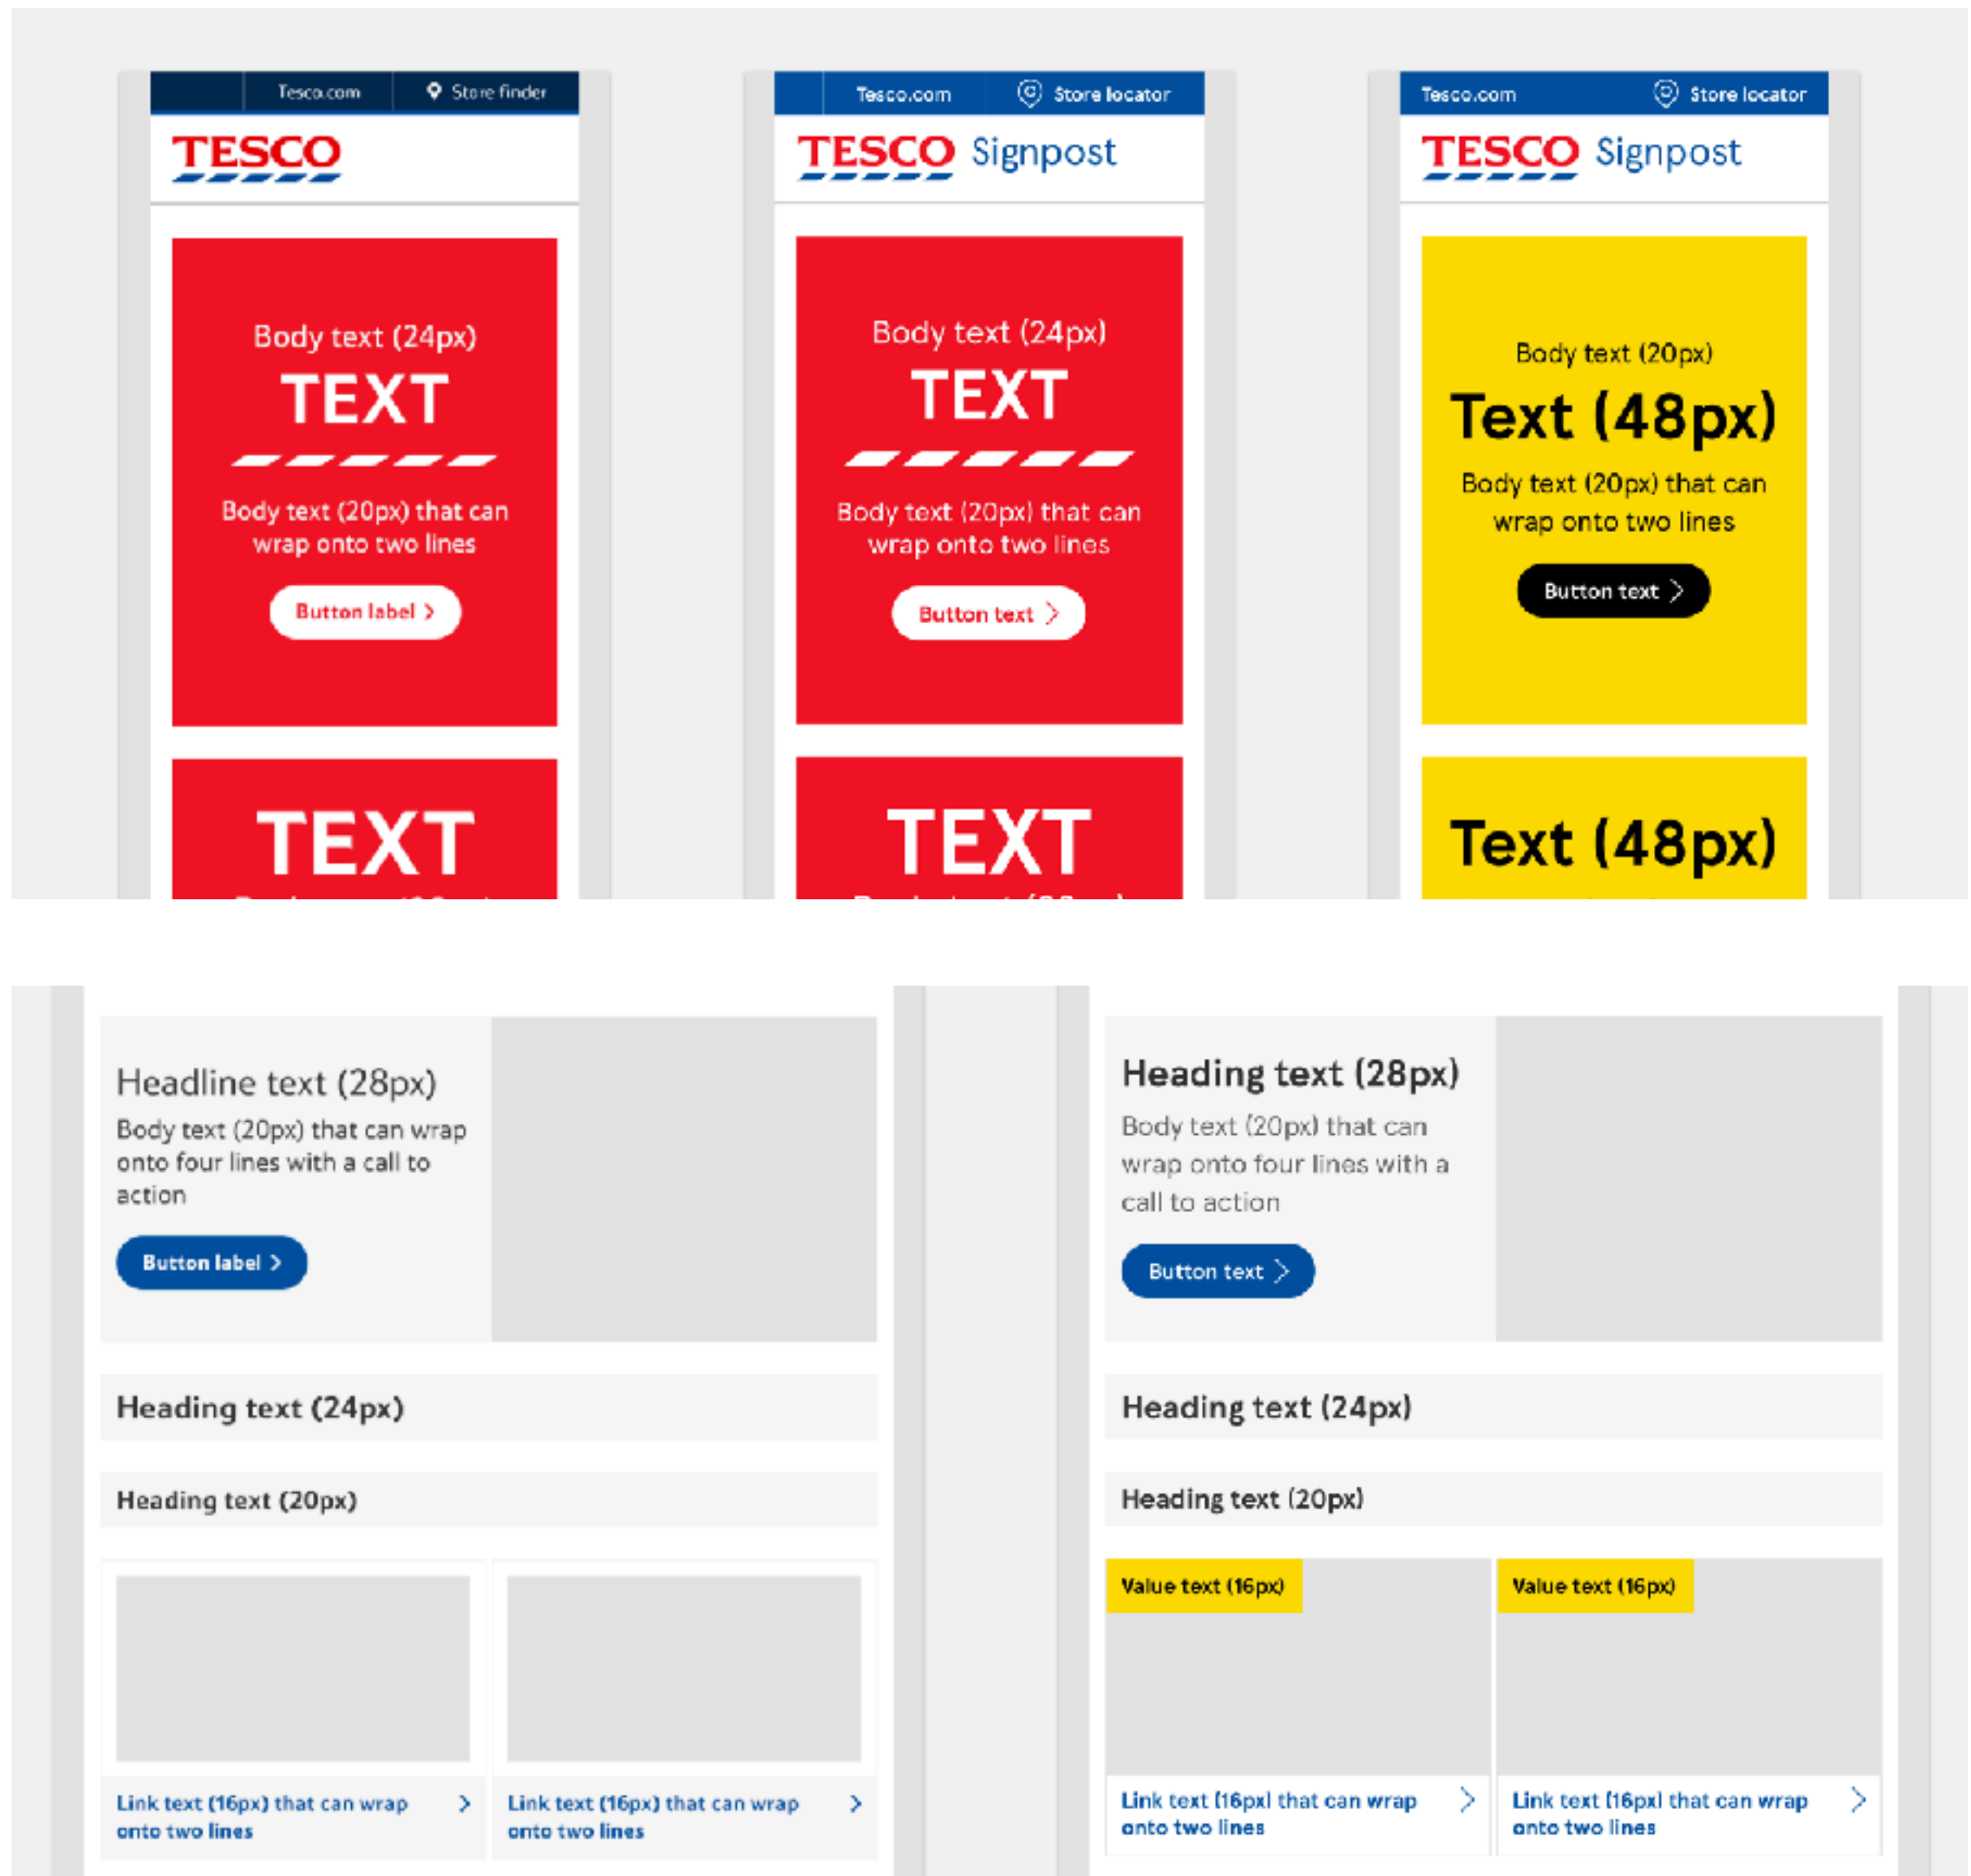 Tesco.com
Store finder
TESCO
Body text (24px)
TEXT
Body text (20px) that can
wrap onto two lines
Button label
TEXT
Tesco.com
Store locator
TESCO Signpost
Body text (24px)
TEXT
Body text (20px) that can
wrap onto two lines
Button text
TEXT
Tesco.com
Store locator
TESCO Signpost
Body text (20px)
Text (48px)
Body text (20px) that can
wrap onto two lines
Button text
Text (48px)
Headline text (28px)
Body text (20px) that can wrap
onto four lines with a call to
action
Button label
Heading text (24px)
Heading text (20px)
Link text (16px) that can wrap
onto two lines
Link text (16px) that can wrap
onto two lines
Heading text (28px)
Body text (20px) that can
wrap onto four lines with a
call to action
Button text
Heading text (24px)
Heading text (20px)
Value text (16px)
Value text (16px)
Link text (16px) that can wrap
onto two lines
Link text (16px) that can wrap
onto two lines